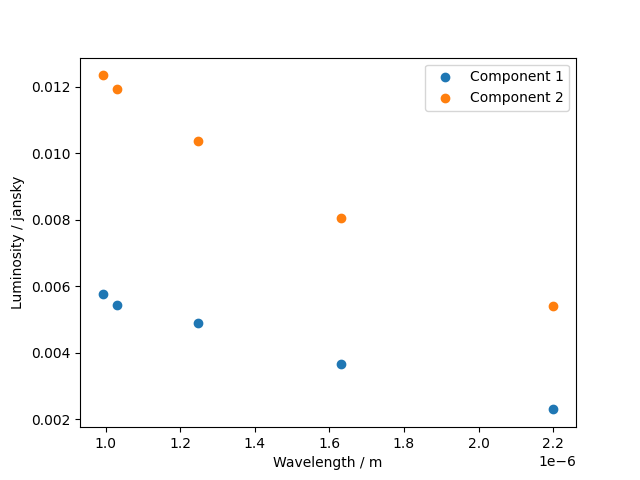 Component 1
Component 2
0.012
0.010
0.008
0.006
0.004
0.002
Luminosity / jansky
1.0 1.2 1.4 1.6 1.8 2.0 2.2
1e−6
Wavelength / m